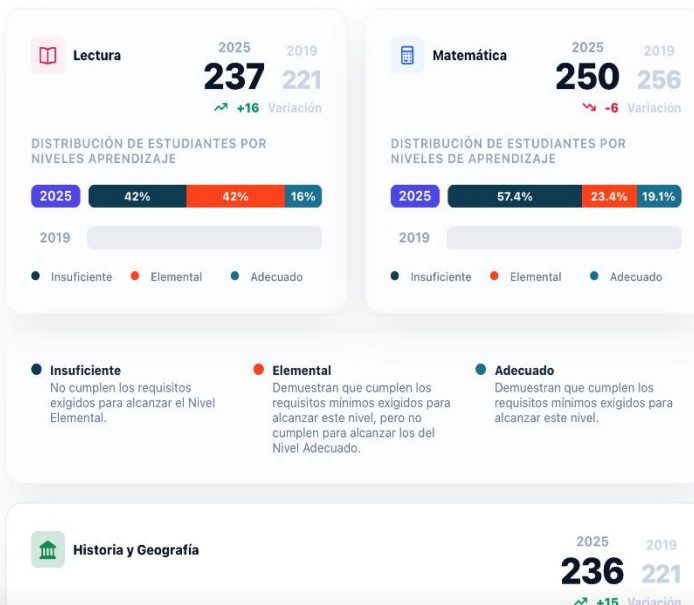 Lectura
2025 2019
237 221
+16 Variación
DISTRIBUCIÓN DE ESTUDIANTES POR
NIVELES APRENDIZAJE
2025 42% 42% 16%
2019
Insuficiente Elemental Adecuado
Matemática
2025 2019
250 256
-6 Variación
DISTRIBUCIÓN DE ESTUDIANTES POR
NIVELES DE APRENDIZAJE
2025 57.4% 23.4% 19.1%
2019
Insuficiente Elemental Adecuado
Insuficiente
No cumplen los requisitos
exigidos para alcanzar el Nivel
Elemental.
Elemental
Demuestran que cumplen los
requisitos mínimos exigidos para
alcanzar este nivel, pero no
cumplen para alcanzar los del
Nivel Adecuado.
Adecuado
Demuestran que cumplen los
requisitos mínimos exigidos para
alcanzar este nivel.
Historia y Geografía
2025 2019
236 221
+15 Variación